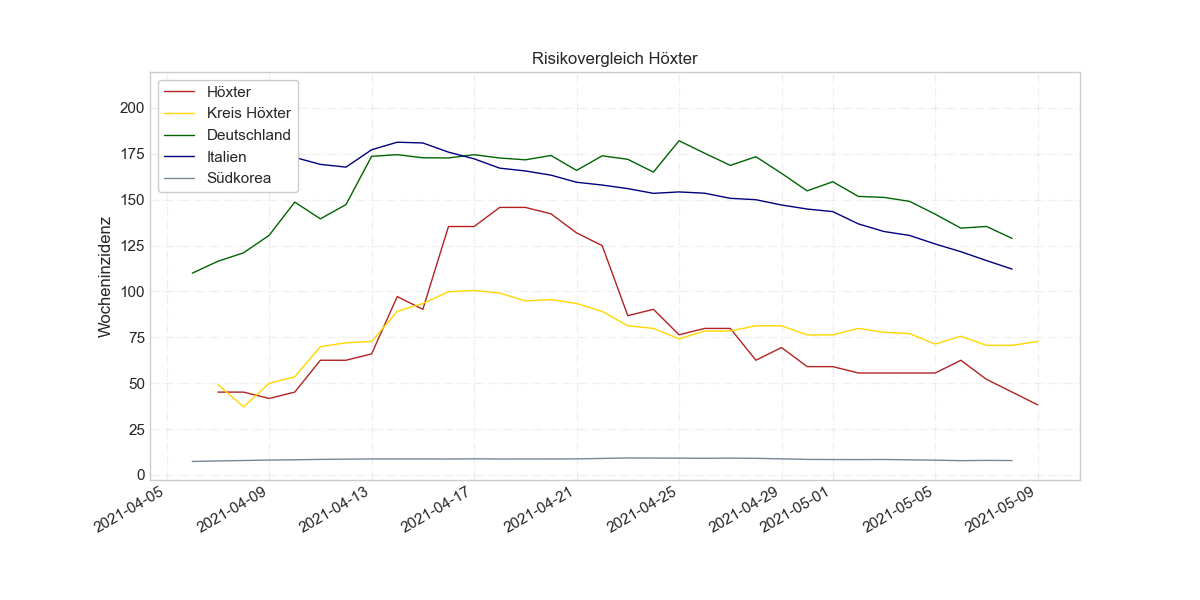 Risikovergleich Höxter
Höxter
Kreis Höxter
Deutschland
Italien
Südkorea
Wocheninzidenz
200
175
150
125
100
75
50
25
0
2021-04-05
2021-04-09
2021-04-13
2021-04-17
2021-04-21
2021-04-25
2021-04-29
2021-05-01
2021-05-05
2021-05-09